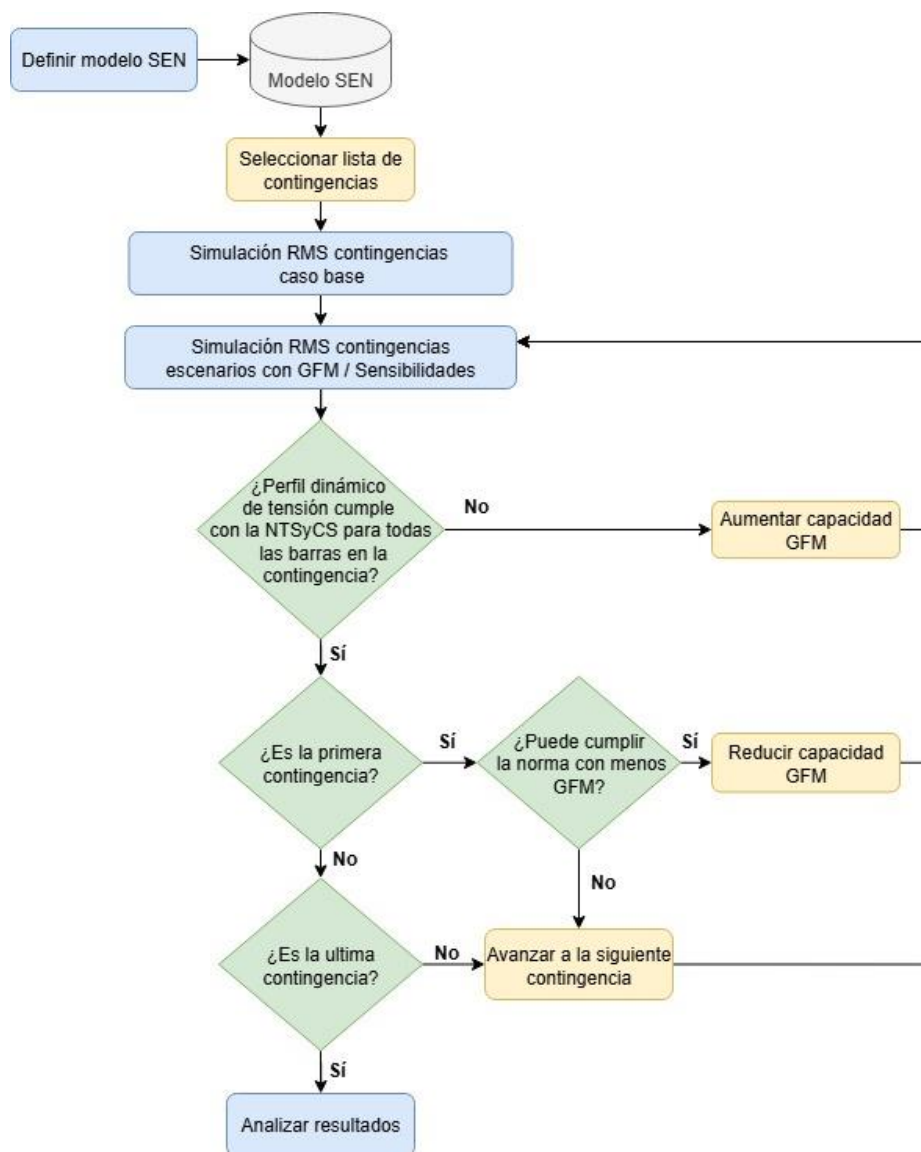 Definir modelo SEN
Modelo SEN
Seleccionar lista de
contingencias
Simulación RMS contingencias
caso base
Simulación RMS contingencias
escenarios con GFM / Sensibilidades
¿Perfil dinámico
de tensión cumple
con la NTSyCS para todas
las barras en la
contingencia?
No
Aumentar capacidad
GFM
Sí
¿Es la primera
contingencia?
Sí
¿Puede cumplir
la norma con menos
GFM?
Sí
Reducir capacidad
GFM
No
No
¿Es la ultima
contingencia?
No
Avanzar a la siguiente
contingencia
Sí
Analizar resultados